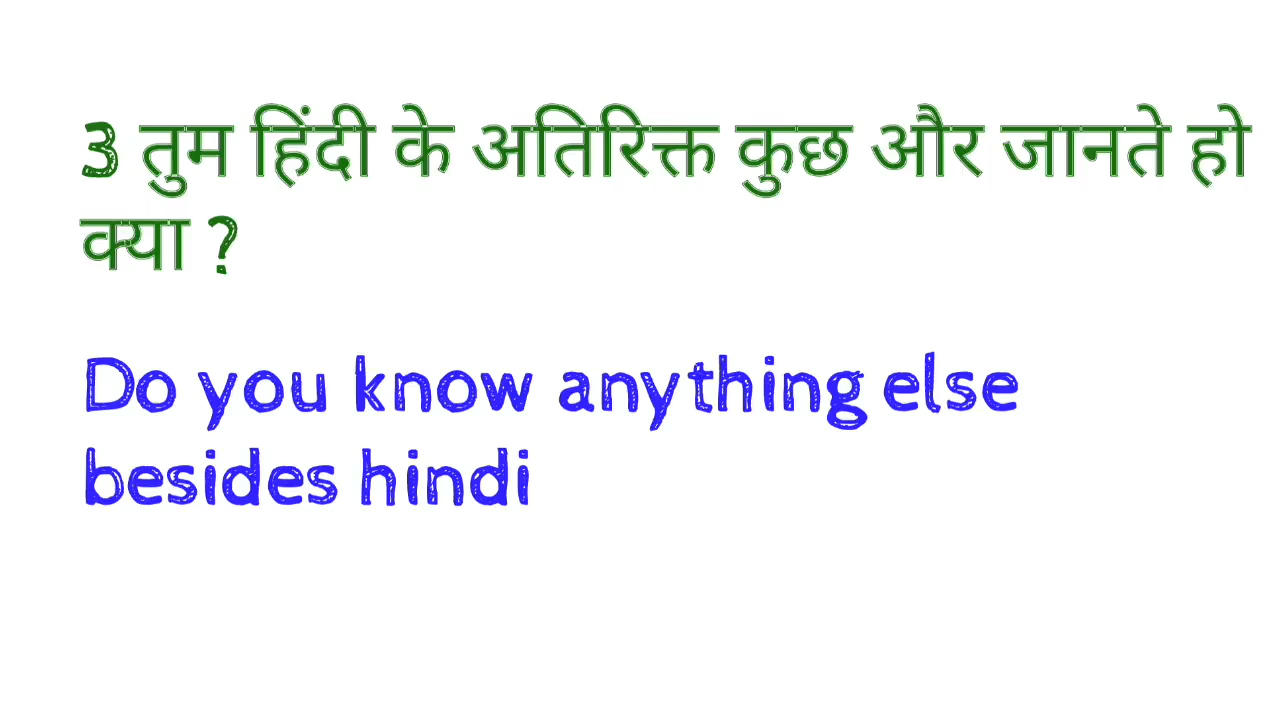 3 तुम हिंदी के अतिरिक्त कुछ और जानते हो
क्या ?
Do you know anything else
besides hindi